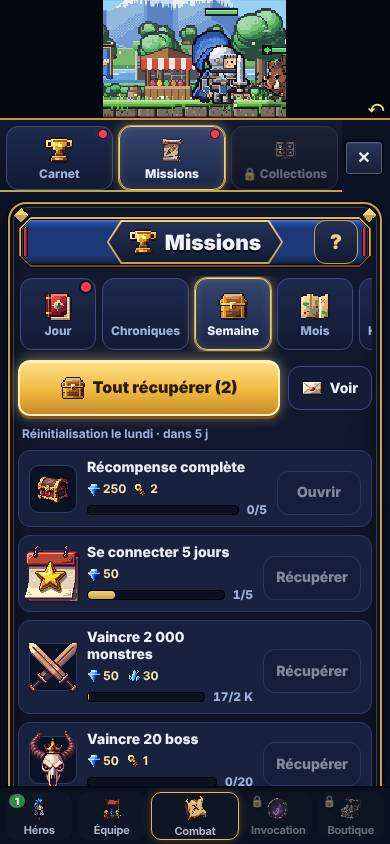 Carnet
Missions
Collections
Missions
?
Jour
Chroniques
Semaine
Mois
Tout récupérer (2)
Voir
Réinitialisation le lundi · dans 5 j
Récompense complète
250 2
0/5
Ouvrir
Se connecter 5 jours
50
1/5
Récupérer
Vaincre 2 000
monstres
50 30
17/2 K
Récupérer
Vaincre 20 boss
50 1
0/20
Récupérer
1
Héros
Équipe
Combat
Invocation
Boutique